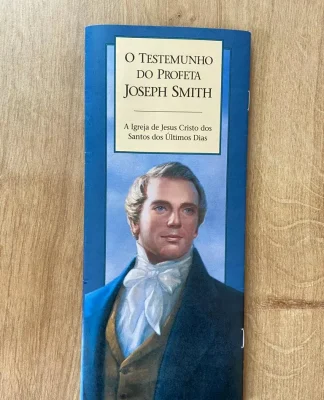 O TESTEMUNHO
DO PROFETA
JOSEPH SMITH
A Igreja de Jesus Cristo dos
Santos dos Últimos Dias